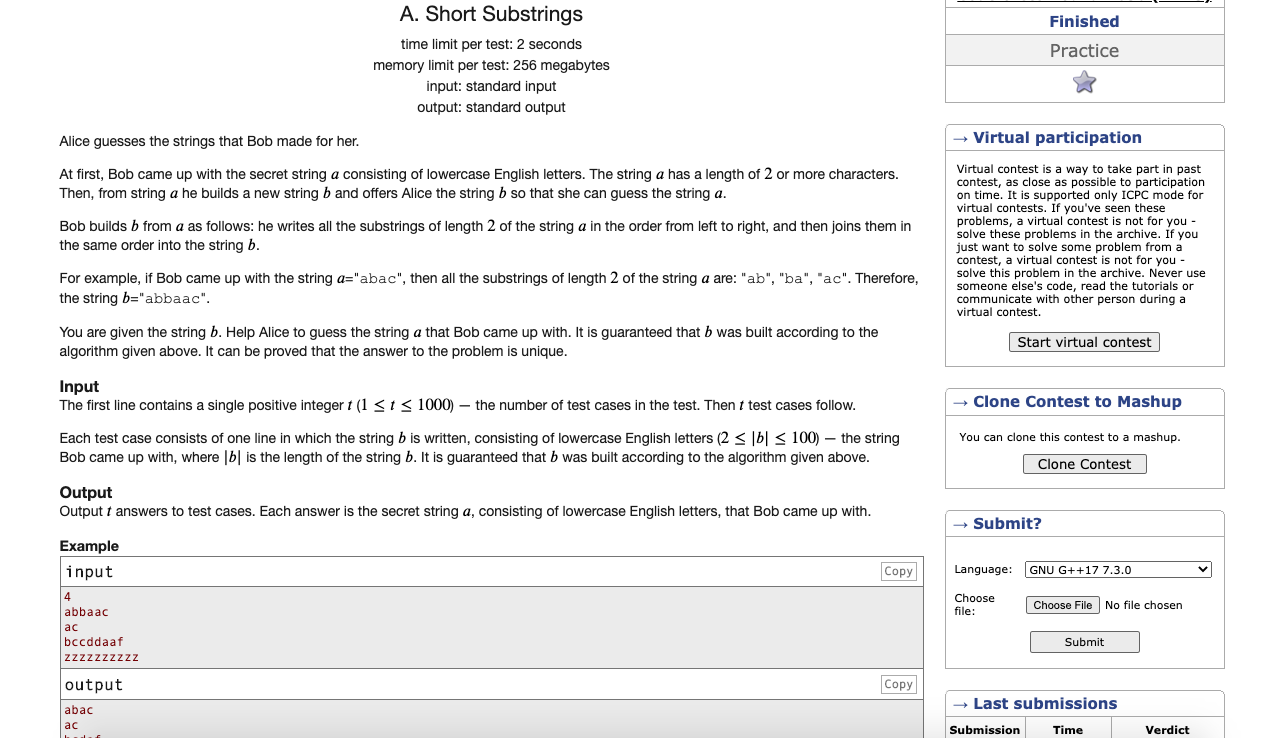 A. Short Substrings
time limit per test: 2 seconds
memory limit per test: 256 megabytes
input: standard input
output: standard output
Alice guesses the strings that Bob made for her.
At first, Bob came up with the secret string a consisting of lowercase English letters. The string a has a length of 2 or more characters.
Then, from string a he builds a new string b and offers Alice the string b so that she can guess the string a.
Bob builds b from a as follows: he writes all the substrings of length 2 of the string a in the order from left to right, and then joins them in
the same order into the string b.
For example, if Bob came up with the string a="abac", then all the substrings of length 2 of the string a are: "ab", "ba", "ac". Therefore,
the string b="abbaac".
You are given the string b. Help Alice to guess the string a that Bob came up with. It is guaranteed that b was built according to the
algorithm given above. It can be proved that the answer to the problem is unique.
Input
The first line contains a single positive integer t (1 ≤ t ≤ 1000) — the number of test cases in the test. Then t test cases follow.
Each test case consists of one line in which the string b is written, consisting of lowercase English letters (2 ≤ |b| ≤ 100) — the string
Bob came up with, where |b| is the length of the string b. It is guaranteed that b was built according to the algorithm given above.
Output
Output t answers to test cases. Each answer is the secret string a, consisting of lowercase English letters, that Bob came up with.
Example
input
Copy
4
abbaac
ac
bccddaaf
zzzzzzzzzz
output
Copy
abac
ac
Finished
Practice
→ Virtual participation
Virtual contest is a way to take part in past
contest, as close as possible to participation
on time. It is supported only ICPC mode for
virtual contests. If you've seen these
problems, a virtual contest is not for you -
solve these problems in the archive. If you
just want to solve some problem from a
contest, a virtual contest is not for you -
solve this problem in the archive. Never use
someone else's code, read the tutorials or
communicate with other person during a
virtual contest.
Start virtual contest
→ Clone Contest to Mashup
You can clone this contest to a mashup.
Clone Contest
→ Submit?
Language: GNU G++17 7.3.0
Choose
file:
Choose File No file chosen
Submit
→ Last submissions
Submission Time Verdict